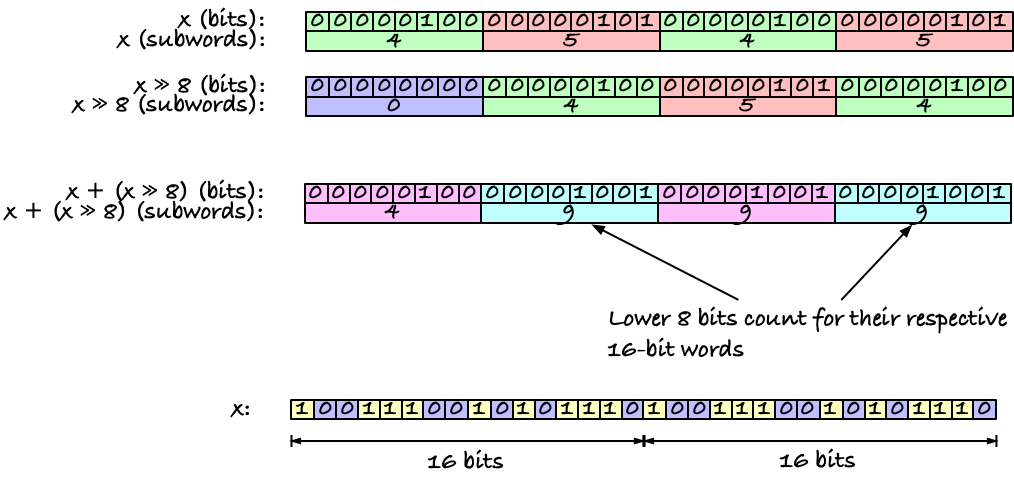 x (bits): 0 0 0 0 0 1 0 0 0 0 0 0 0 1 0 1 0 0 0 0 0 1 0 0 0 0 0 0 0 1 0 1
x (subwords): 4 5 4 5
x » 8 (bits): 0 0 0 0 0 0 0 0 0 0 0 0 0 1 0 0 0 0 0 0 0 1 0 1 0 0 0 0 0 1 0 0
x » 8 (subwords): 0 4 5 4
x + (x » 8) (bits): 0 0 0 0 0 1 0 0 0 0 0 0 1 0 0 1 0 0 0 0 1 0 0 1 0 0 0 0 1 0 0 1
x + (x » 8) (subwords): 4 9 9 9
Lower 8 bits count for their respective
16-bit words
x: 1 0 0 1 1 1 0 0 1 0 1 0 1 1 1 0 1 0 0 1 1 1 0 0 1 0 1 0 1 1 1 0
16 bits 16 bits